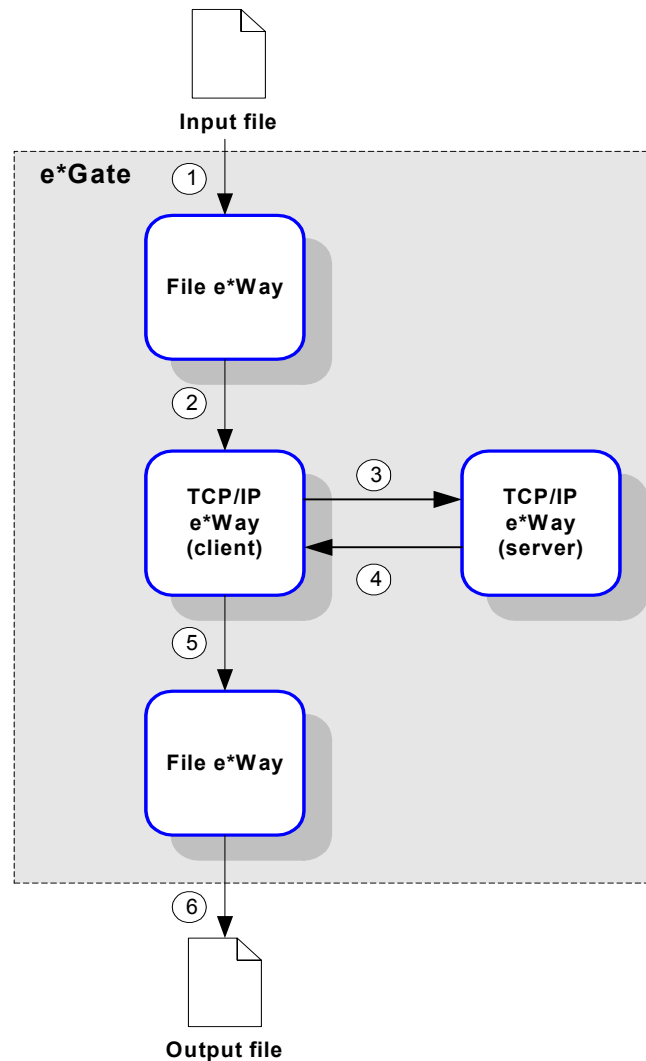 Input file
e*Gate
1
File e*Way
2
TCP/IP
e*Way
(client)
3
TCP/IP
e*Way
(server)
4
5
File e*Way
6
Output file